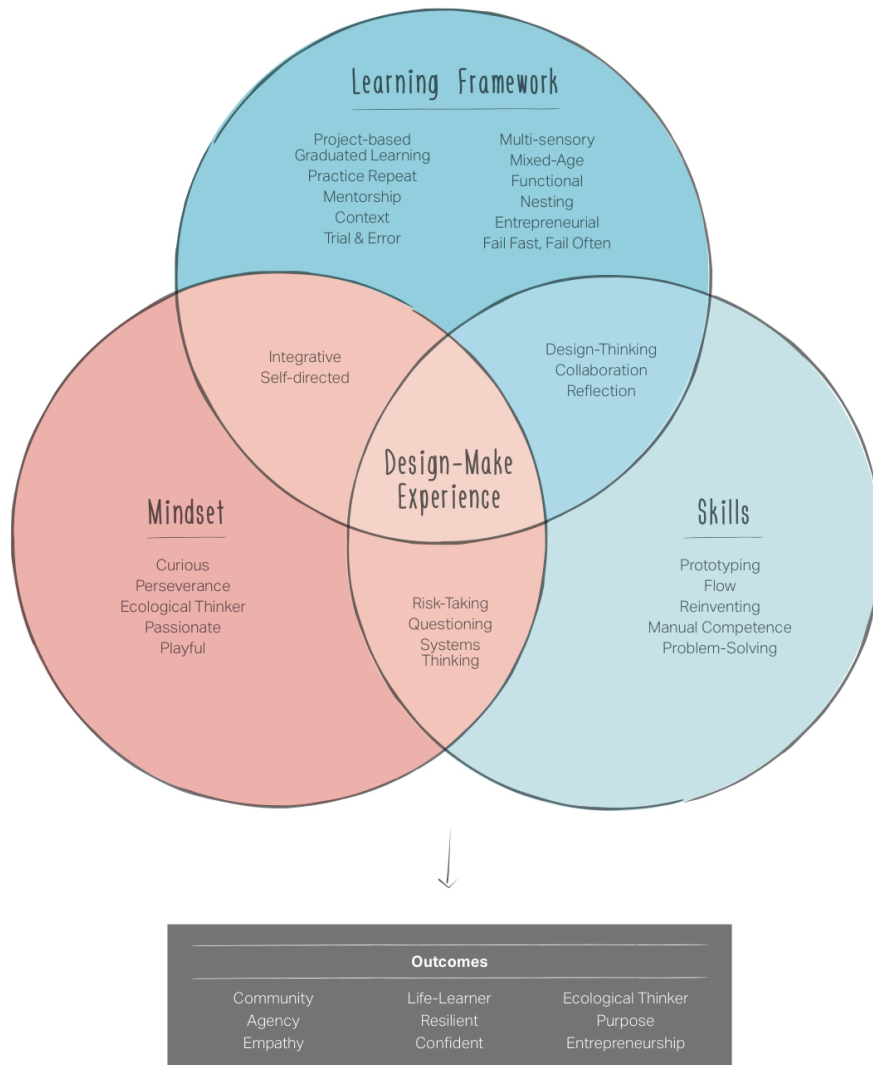 Learning Framework
Project-based
Graduated Learning
Practice Repeat
Mentorship
Context
Trial & Error
Multi-sensory
Mixed-Age
Functional
Nesting
Entrepreneurial
Fail Fast, Fail Often
Integrative
Self-directed
Design-Thinking
Collaboration
Reflection
Design-Make
Experience
Mindset
Curious
Perseverance
Ecological Thinker
Passionate
Playful
Skills
Prototyping
Flow
Reinventing
Manual Competence
Problem-Solving
Risk-Taking
Questioning
Systems
Thinking
Outcomes
Community
Agency
Empathy
Life-Learner
Resilient
Confident
Ecological Thinker
Purpose
Entrepreneurship